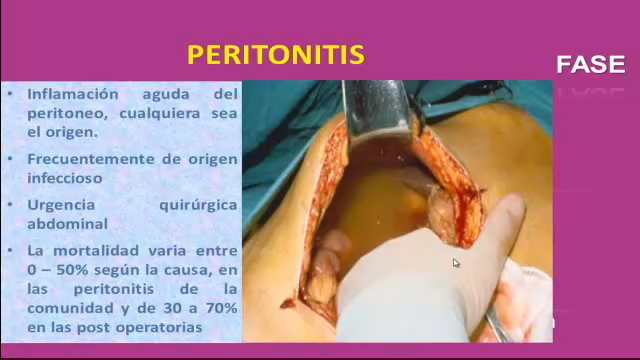 PERITONITIS
FASE
• Inflamación aguda del
peritoneo, cualquiera sea
el origen.
• Frecuentemente de origen
infeccioso
• Urgencia quirúrgica
abdominal
• La mortalidad varia entre
0 – 50% según la causa, en
las peritonitis de la
comunidad y de 30 a 70%
en las post operatorias